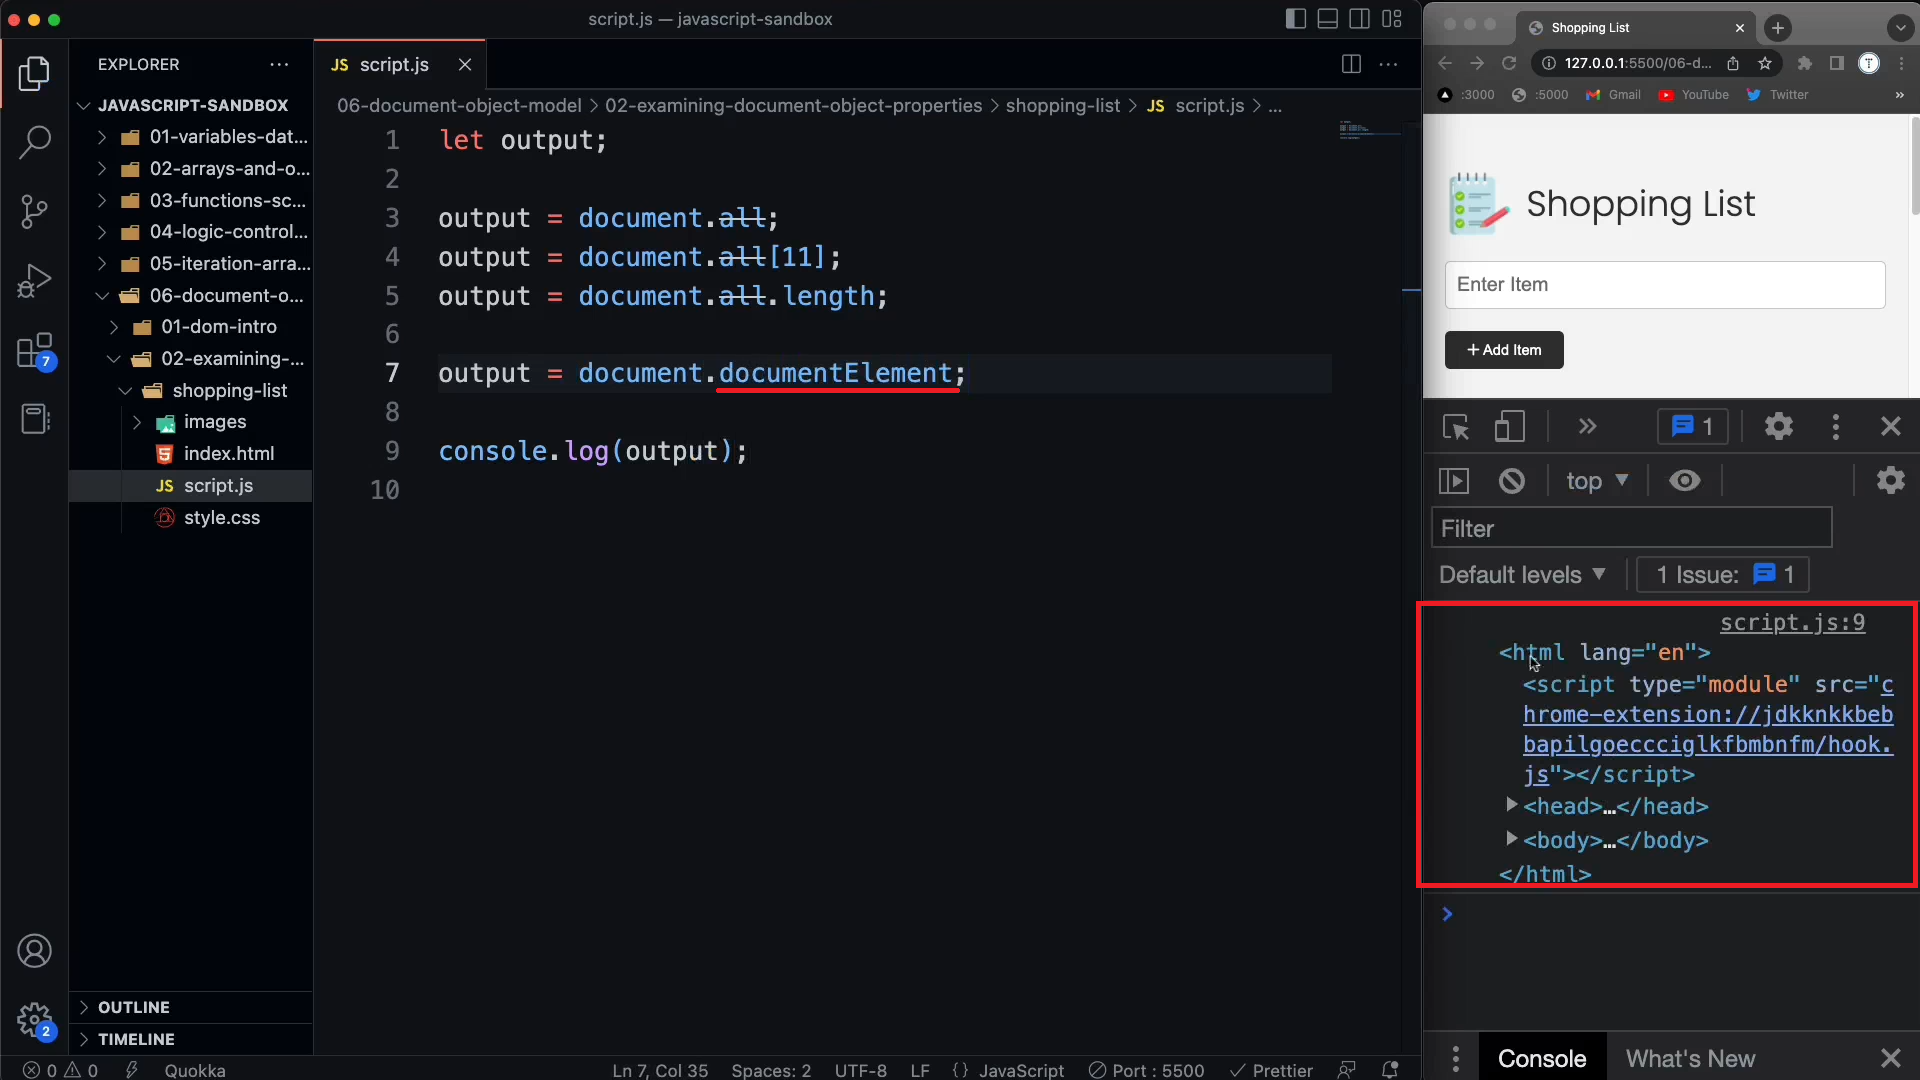 script.js — javascript-sandbox
EXPLORER
JAVASCRIPT-SANDBOX
01-variables-dat...
02-arrays-and-o...
03-functions-sc...
04-logic-control...
05-iteration-arra...
06-document-o...
01-dom-intro
02-examining-...
shopping-list
images
index.html
JS script.js
style.css
OUTLINE
TIMELINE
7
2
JS script.js
06-document-object-model > 02-examining-document-object-properties > shopping-list > JS script.js > ...
1 let output;
2
3 output = document.all;
4 output = document.all[11];
5 output = document.all.length;
6
7 output = document.documentElement;
8
9 console.log(output);
10
0 0 Quokka
Ln 7, Col 35 Spaces: 2 UTF-8 LF {} JavaScript Port : 5500 Prettier
Shopping List
127.0.0.1:5500/06-d...
T
:3000 :5000 Gmail YouTube Twitter »
Shopping List
Enter Item
+ Add Item
1
top
Filter
Default levels 1 Issue: 1
script.js:9
<html lang="en">
<script type="module" src="c
hrome-extension://jdkknkkbeb
bapilgoeccciglkfbmbnfm/hook.
js"></script>
<head>…</head>
<body>…</body>
</html>
Console What's New